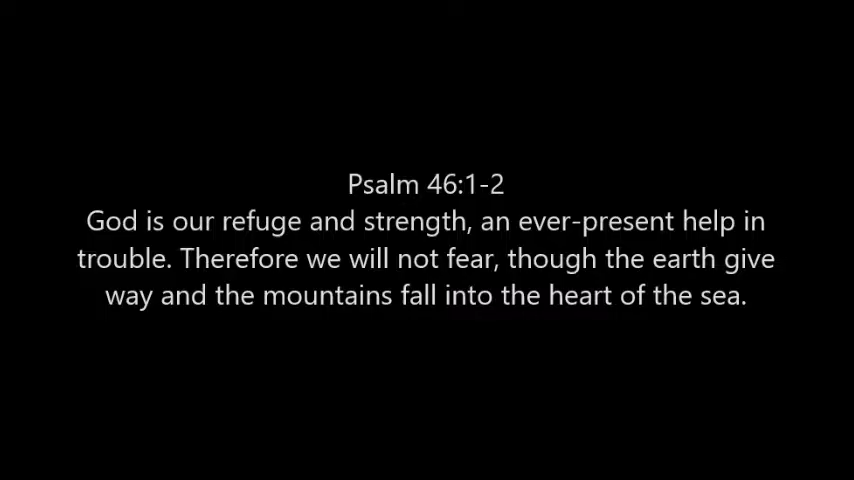 Psalm 46:1-2
God is our refuge and strength, an ever-present help in
trouble. Therefore we will not fear, though the earth give
way and the mountains fall into the heart of the sea.